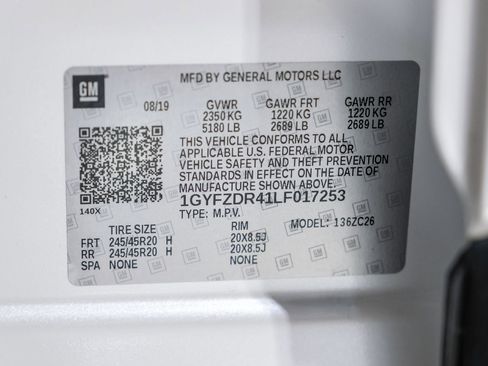 GM
MFD BY GENERAL MOTORS LLC
08/19 GVWR GAWR FRT GAWR RR
2350 KG 1220 KG 1220 KG
5180 LB 2689 LB 2689 LB
THIS VEHICLE CONFORMS TO ALL
APPLICABLE U.S. FEDERAL MOTOR
VEHICLE SAFETY AND THEFT PREVENTION
STANDARDS IN EFFECT ON THE DATE OF
MANUFACTURE SHOWN ABOVE.
1GYFZDR41LF017253
140X
TYPE: M.P.V. MODEL: 136ZC26
TIRE SIZE RIM
FRT 245/45R20 H 20X8.5J
RR 245/45R20 H 20X8.5J
SPA NONE NONE